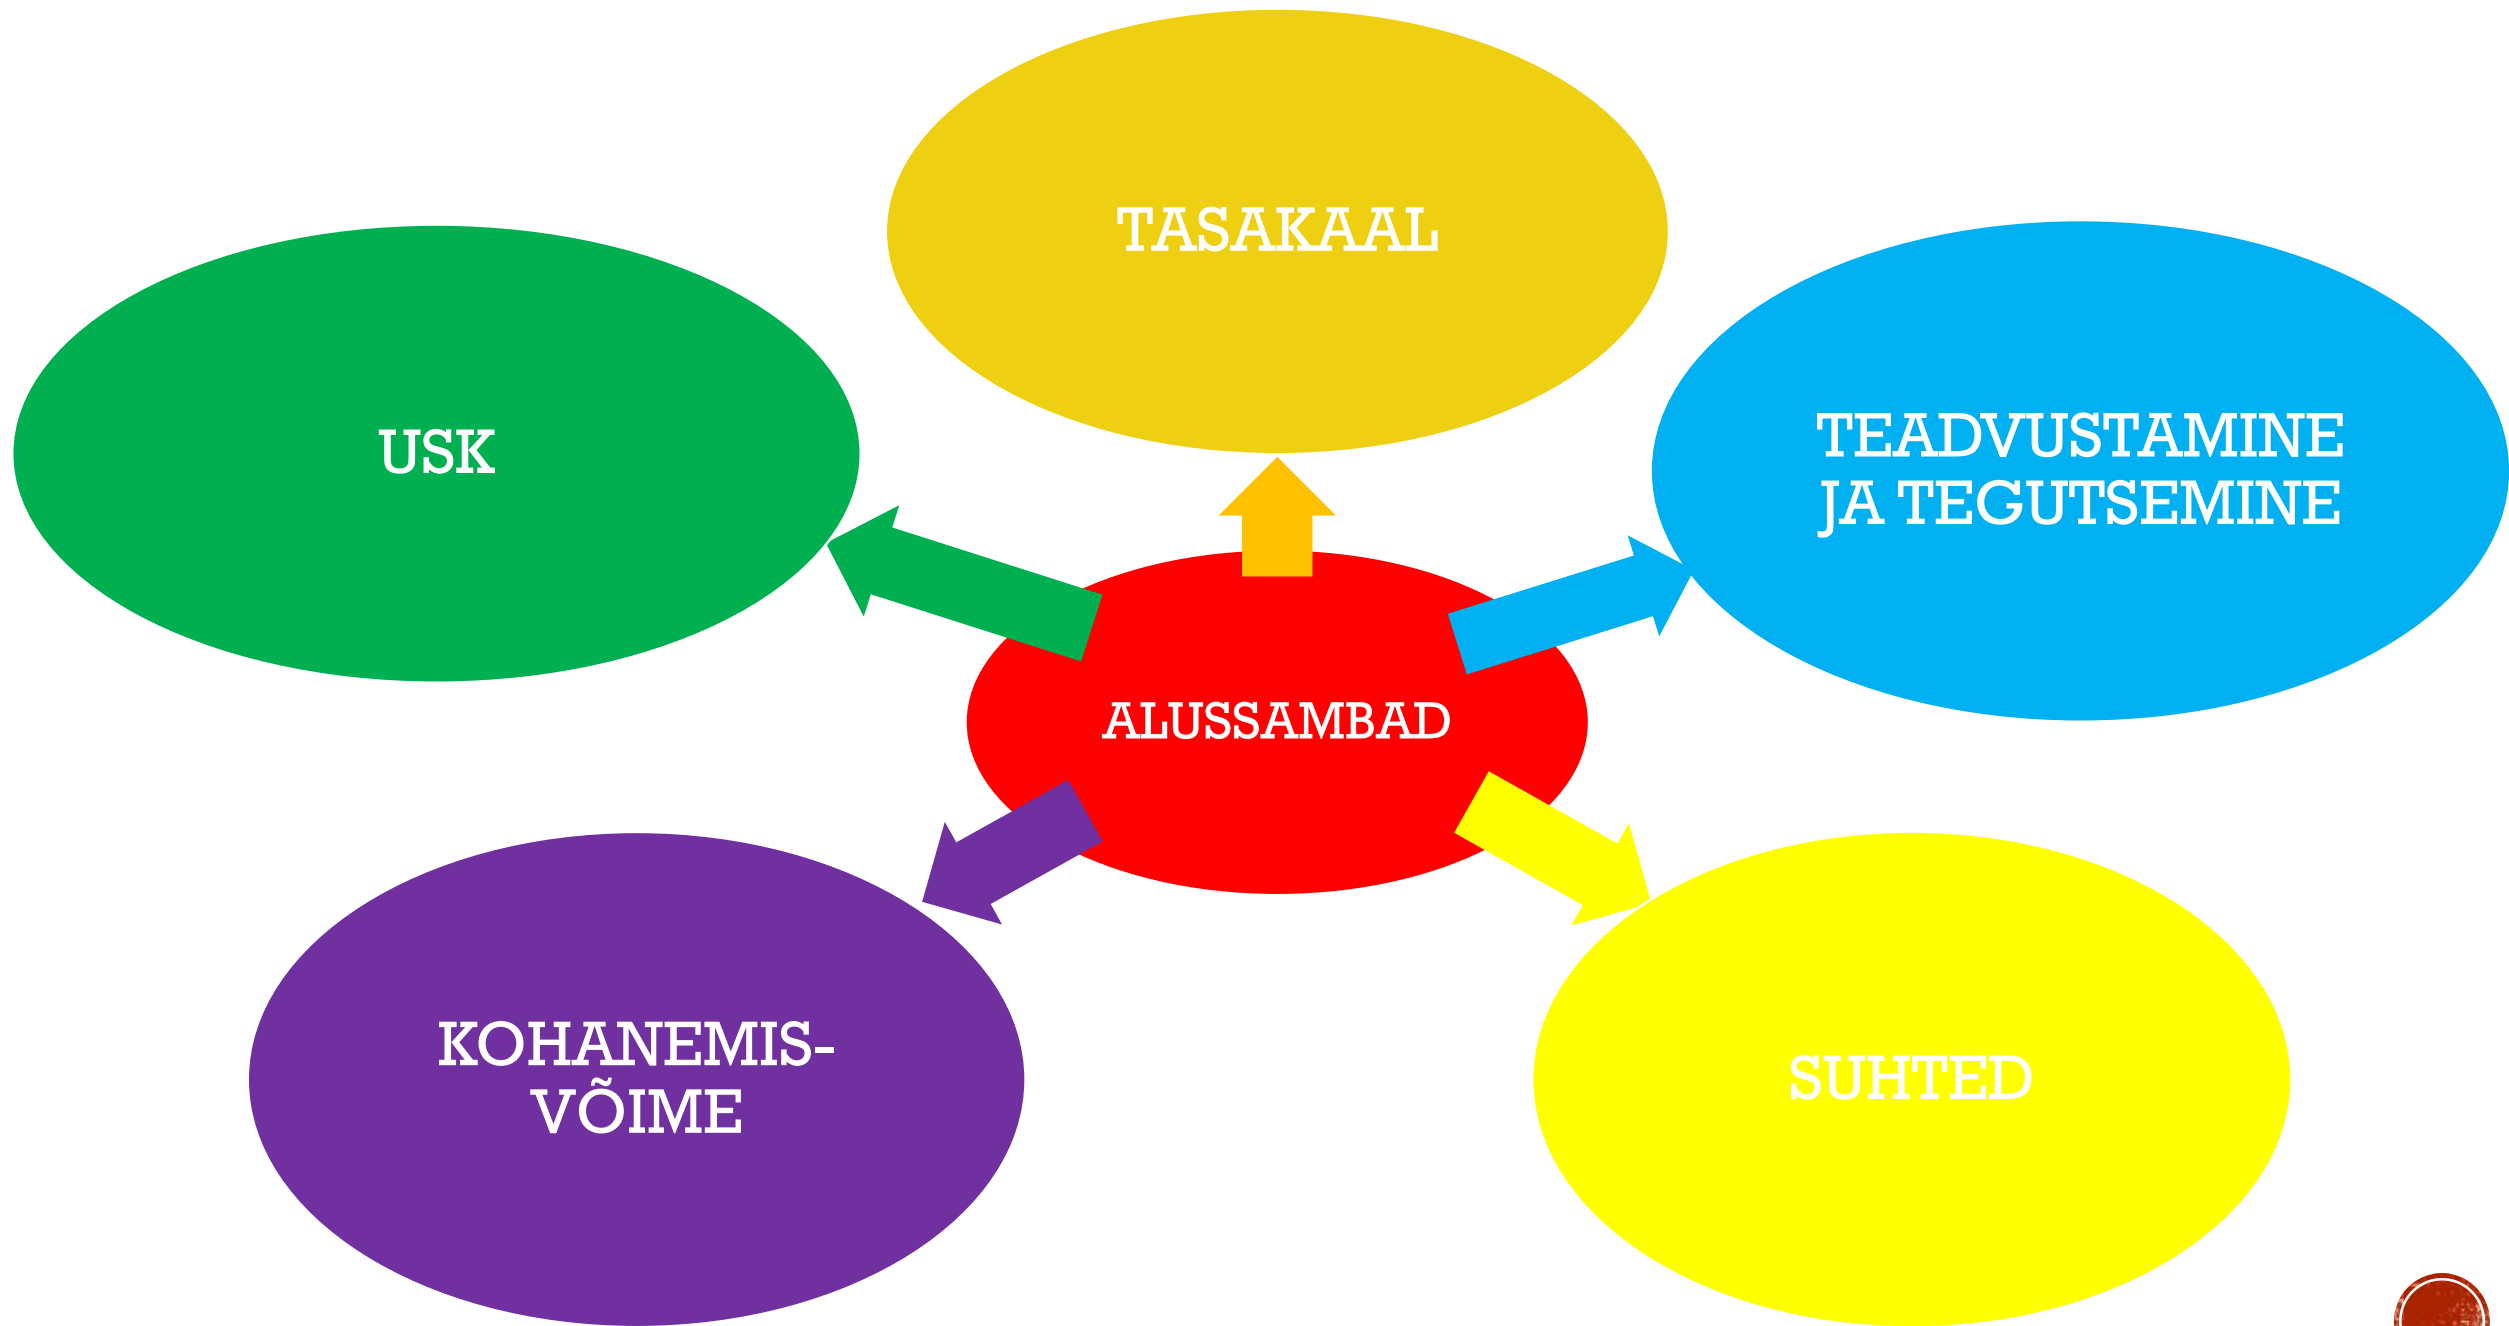 TASAKAAL
USK
TEADVUSTAMINE
JA TEGUTSEMINE
ALUSSAMBAD
KOHANEMIS-
VÕIME
SUHTED